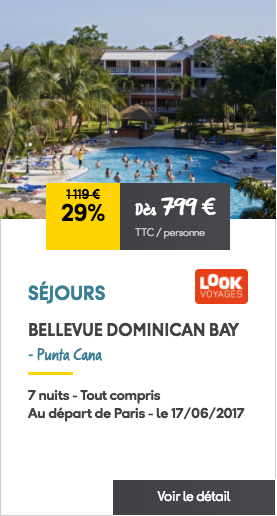 1 119 €
29%
Dès 799 €
TTC / personne
LOOK
VOYAGES
SÉJOURS
BELLEVUE DOMINICAN BAY
- Punta Cana
7 nuits - Tout compris
Au départ de Paris - le 17/06/2017
Voir le détail